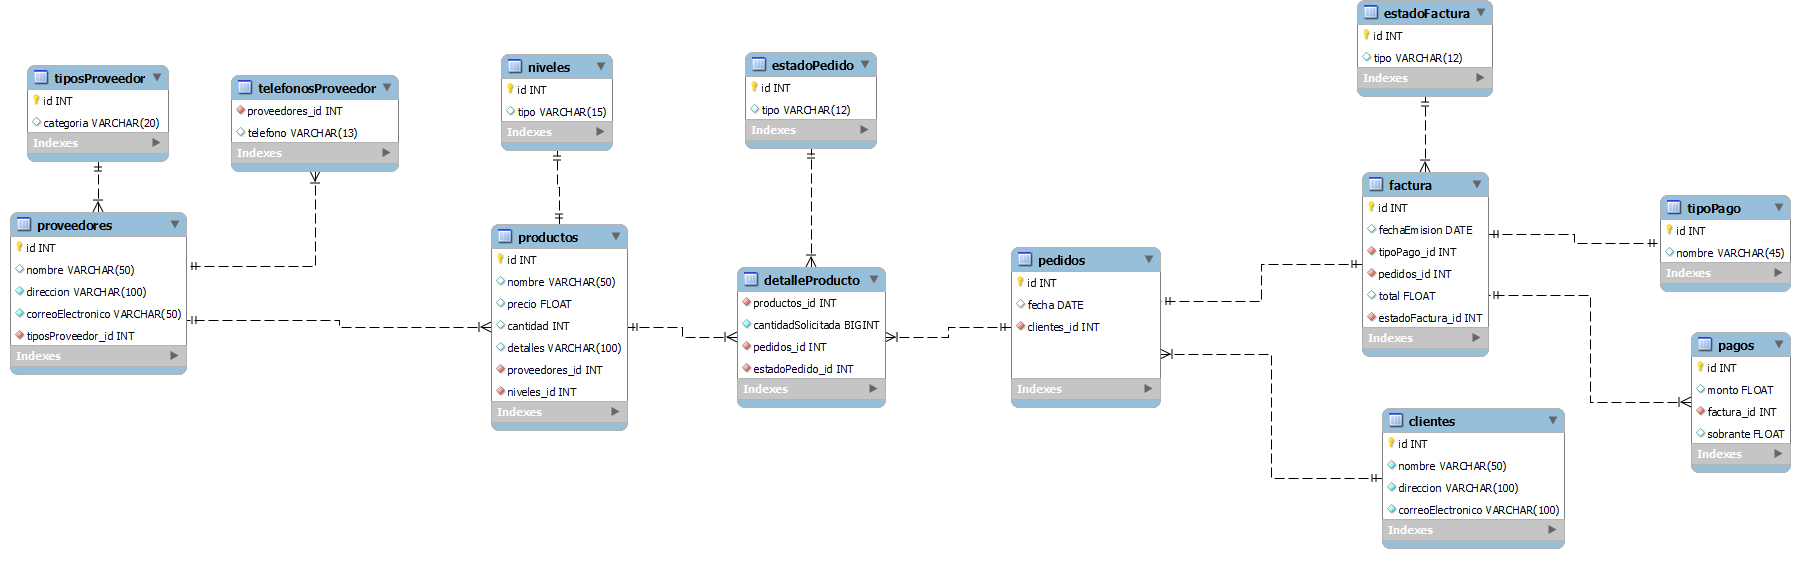 tiposProveedor
id INT
categoria VARCHAR(20)
Indexes
telefonosProveedor
proveedores_id INT
telefono VARCHAR(13)
Indexes
niveles
id INT
tipo VARCHAR(15)
Indexes
estadoPedido
id INT
tipo VARCHAR(12)
Indexes
estadoFactura
id INT
tipo VARCHAR(12)
Indexes
proveedores
id INT
nombre VARCHAR(50)
direccion VARCHAR(100)
correoElectronico VARCHAR(50)
tiposProveedor_id INT
Indexes
productos
id INT
nombre VARCHAR(50)
precio FLOAT
cantidad INT
detalles VARCHAR(100)
proveedores_id INT
niveles_id INT
Indexes
detalleProducto
productos_id INT
cantidadSolicitada BIGINT
pedidos_id INT
estadoPedido_id INT
Indexes
pedidos
id INT
fecha DATE
clientes_id INT
Indexes
factura
id INT
fechaEmision DATE
tipoPago_id INT
pedidos_id INT
total FLOAT
estadoFactura_id INT
Indexes
tipoPago
id INT
nombre VARCHAR(45)
Indexes
pagos
id INT
monto FLOAT
factura_id INT
sobrante FLOAT
Indexes
clientes
id INT
nombre VARCHAR(50)
direccion VARCHAR(100)
correoElectronico VARCHAR(100)
Indexes